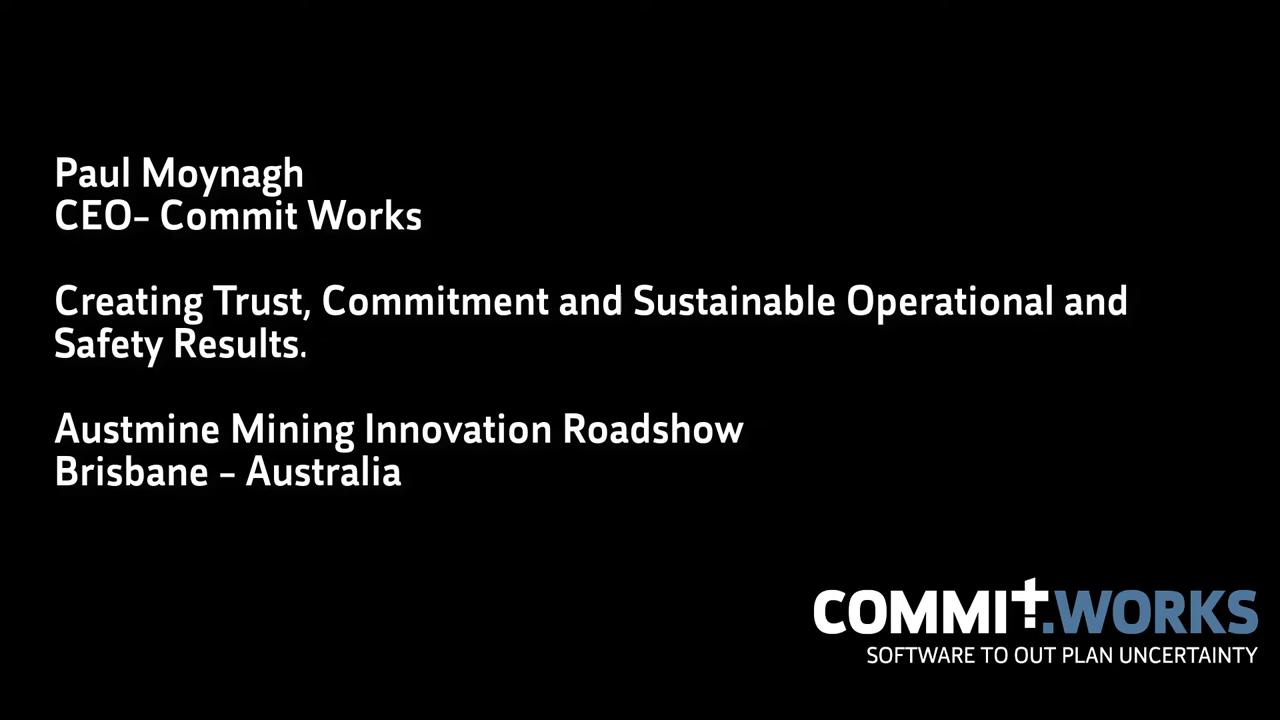 Paul Moynagh
CEO– Commit Works
Creating Trust, Commitment and Sustainable Operational and
Safety Results.
Austmine Mining Innovation Roadshow
Brisbane – Australia
COMMIT.WORKS
SOFTWARE TO OUT PLAN UNCERTAINTY